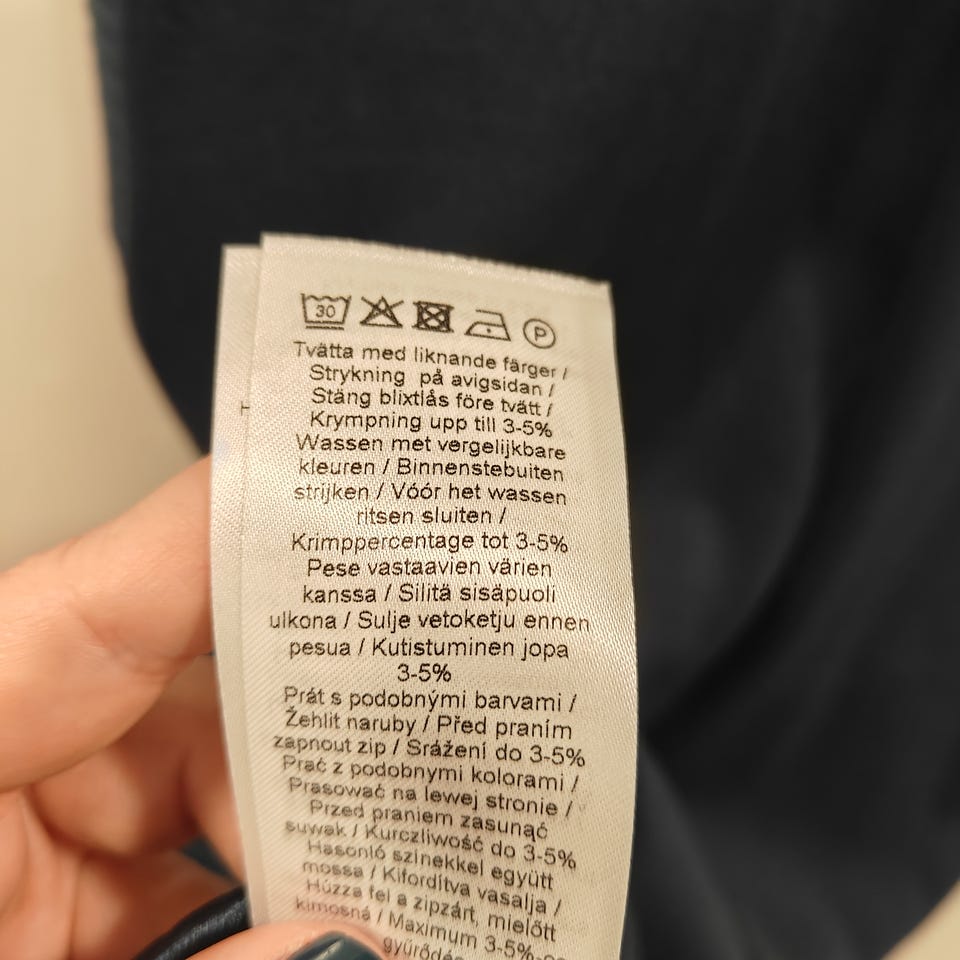 30 P
Tvätta med liknande färger /
Strykning på avigsidan /
Stäng blixtlås före tvätt /
Krympning upp till 3-5%
Wassen met vergelijkbare
kleuren / Binnenstebuiten
strijken / Vóór het wassen
ritsen sluiten /
Krimppercentage tot 3-5%
Pese vastaavien värien
kanssa / Silitä sisäpuoli
ulkona / Sulje vetoketju ennen
pesua / Kutistuminen jopa
3-5%
Prát s podobnými barvami /
Žehlit naruby / Před praním
zapnout zip / Srážení do 3-5%
Prać z podobnymi kolorami /
Prasować na lewej stronie /
Przed praniem zasunąć
suwak / Kurczliwość do 3-5%
Hasonló színekkel együtt
mossa / Kifordítva vasalja /
Húzza fel a zipzárt, mielőtt
kimosná / Maximum 3-5%